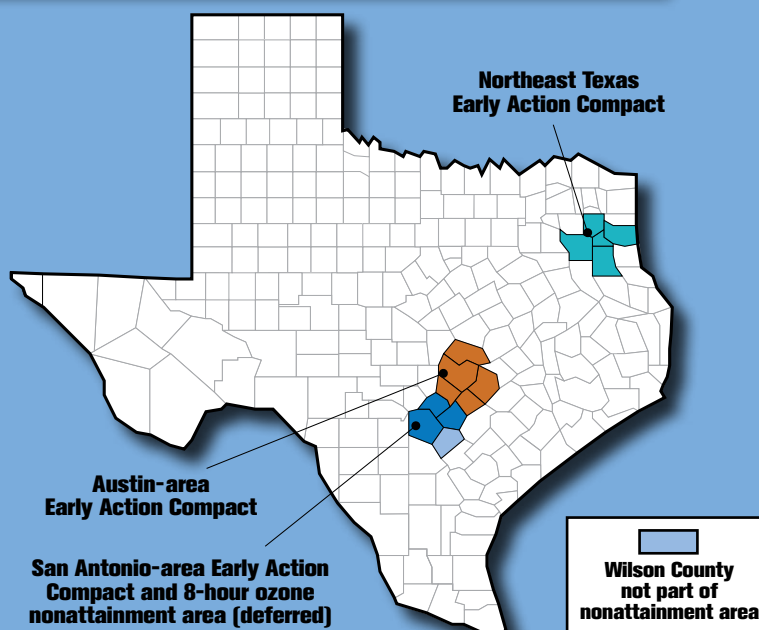 Northeast Texas
Early Action Compact
Austin-area
Early Action Compact
San Antonio-area Early Action
Compact and 8-hour ozone
nonattainment area (deferred)
Wilson County
not part of
nonattainment area